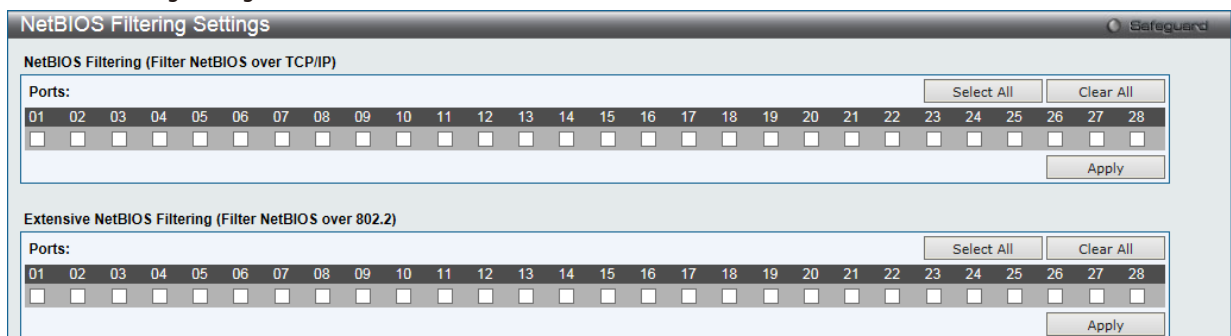 NetBIOS Filtering Settings
Safeguard
NetBIOS Filtering (Filter NetBIOS over TCP/IP)
Ports:
Select All
Clear All
01 02 03 04 05 06 07 08 09 10 11 12 13 14 15 16 17 18 19 20 21 22 23 24 25 26 27 28
Apply
Extensive NetBIOS Filtering (Filter NetBIOS over 802.2)
Ports:
Select All
Clear All
01 02 03 04 05 06 07 08 09 10 11 12 13 14 15 16 17 18 19 20 21 22 23 24 25 26 27 28
Apply